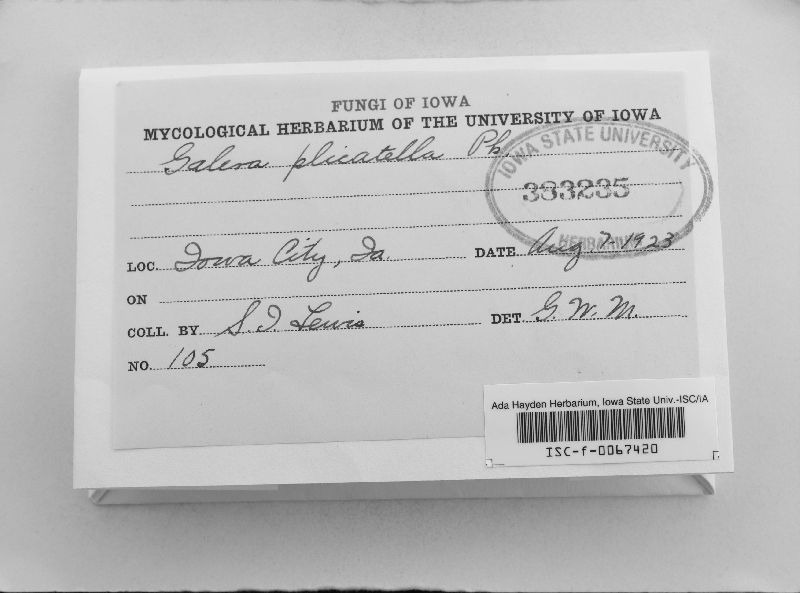 FUNGI OF IOWA
MYCOLOGICAL HERBARIUM OF THE UNIVERSITY OF IOWA
Galera plicatella Pk.
IOWA STATE UNIVERSITY
333235
HERBARIUM
LOC. Iowa City, Ia. DATE Aug 7-1923
ON
COLL. BY S I Lewis DET. G. W. M.
NO. 105
Ada Hayden Herbarium, Iowa State Univ.-ISC/IA
ISC-f-0067420